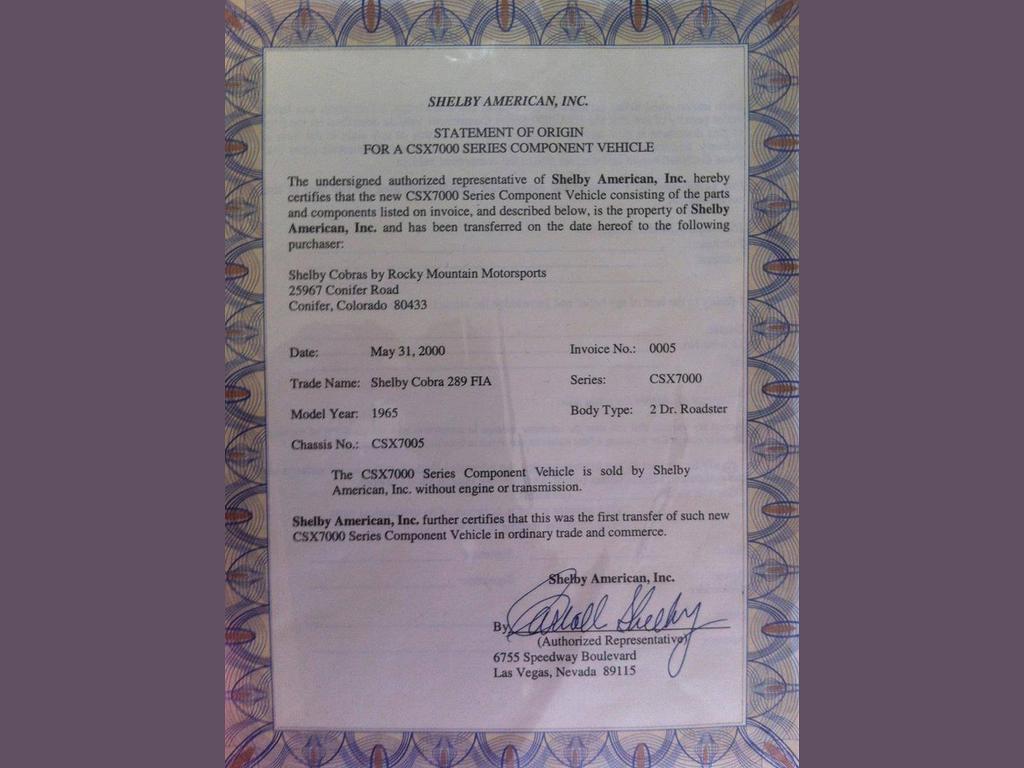 SHELBY AMERICAN, INC.
STATEMENT OF ORIGIN
FOR A CSX7000 SERIES COMPONENT VEHICLE
The undersigned authorized representative of Shelby American, Inc. hereby
certifies that the new CSX7000 Series Component Vehicle consisting of the parts
and components listed on invoice, and described below, is the property of Shelby
American, Inc. and has been transferred on the date hereof to the following
purchaser:
Shelby Cobras by Rocky Mountain Motorsports
25967 Conifer Road
Conifer, Colorado 80433
Date: May 31, 2000 Invoice No.: 0005
Trade Name: Shelby Cobra 289 FIA Series: CSX7000
Model Year: 1965 Body Type: 2 Dr. Roadster
Chassis No.: CSX7005
The CSX7000 Series Component Vehicle is sold by Shelby
American, Inc. without engine or transmission.
Shelby American, Inc. further certifies that this was the first transfer of such new
CSX7000 Series Component Vehicle in ordinary trade and commerce.
Shelby American, Inc.
By Carroll Shelby
(Authorized Representative)
6755 Speedway Boulevard
Las Vegas, Nevada 89115